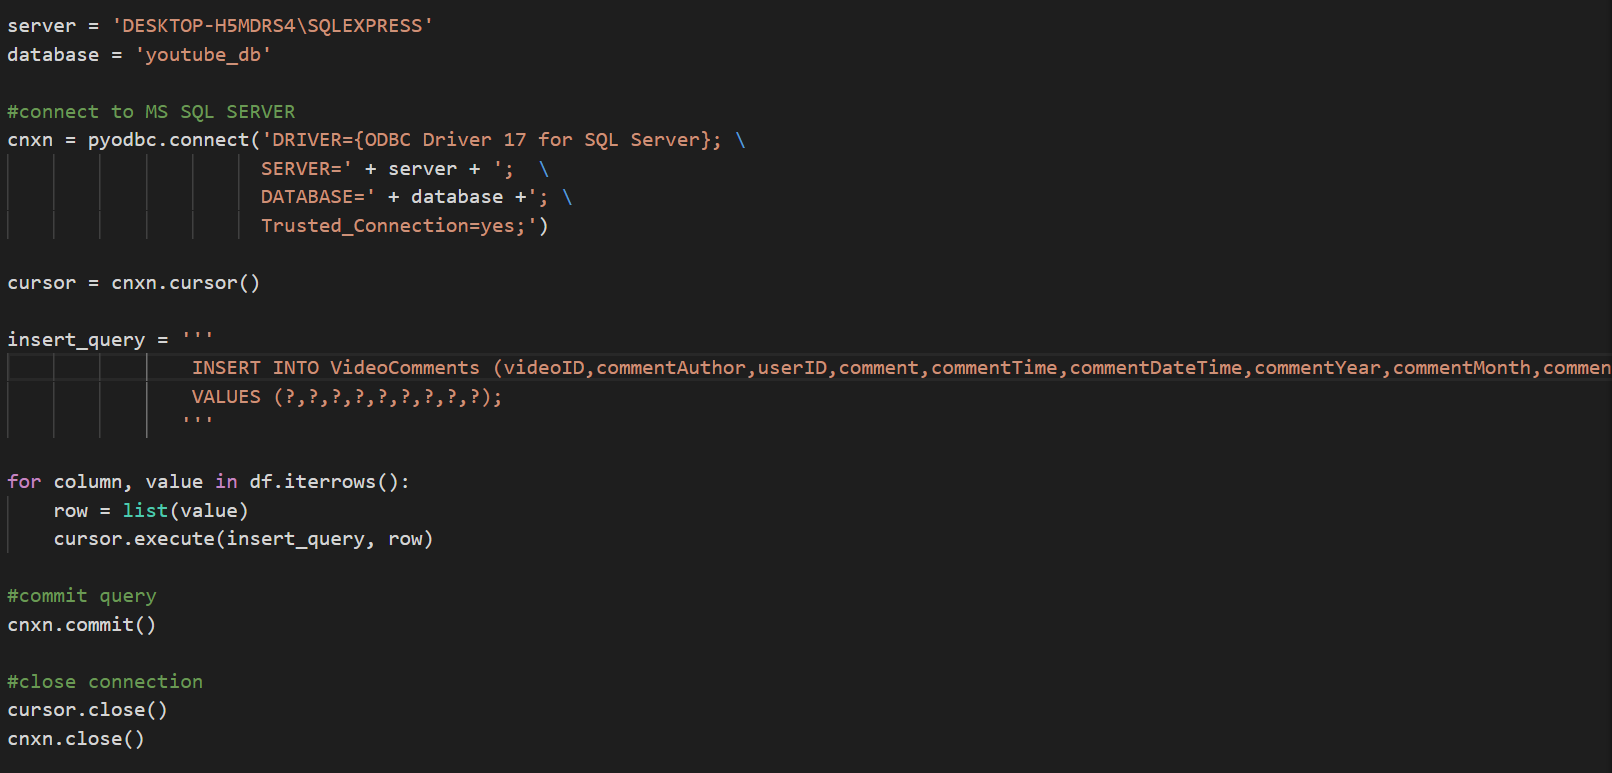 server = 'DESKTOP-H5MDRS4\SQLEXPRESS'
database = 'youtube_db'
#connect to MS SQL SERVER
cnxn = pyodbc.connect('DRIVER={ODBC Driver 17 for SQL Server}; \
SERVER=' + server + ';  \
DATABASE=' + database +'; \
Trusted_Connection=yes;')
cursor = cnxn.cursor()
insert_query = '''
INSERT INTO VideoComments (videoID,commentAuthor,userID,comment,commentTime,commentDateTime,commentYear,commentMonth,commen
VALUES (?,?,?,?,?,?,?,?,?);
'''
for column, value in df.iterrows():
row = list(value)
cursor.execute(insert_query, row)
#commit query
cnxn.commit()
#close connection
cursor.close()
cnxn.close()